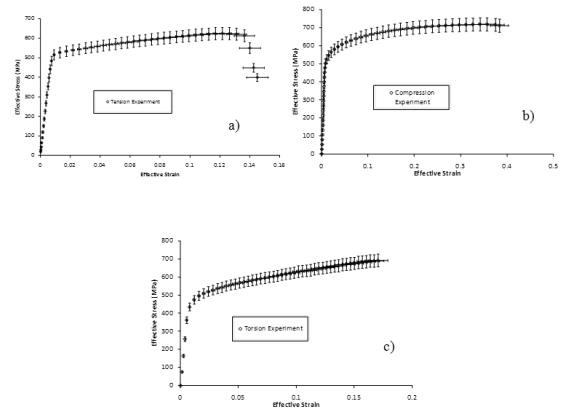 700
600
500
400
300
200
100
0
Effective Stress (MPa)
Tension Experiment
a)
0 0.02 0.04 0.06 0.08 0.1 0.12 0.14 0.16 0.18
Effective Strain
800
700
600
500
400
300
200
100
0
Effective Stress (MPa)
Compression
Experiment
b)
0 0.1 0.2 0.3 0.4 0.5
Effective Strain
800
700
600
500
400
300
200
100
0
Effective Stress (MPa)
Torsion Experiment
c)
0 0.05 0.1 0.15 0.2
Effective Strain